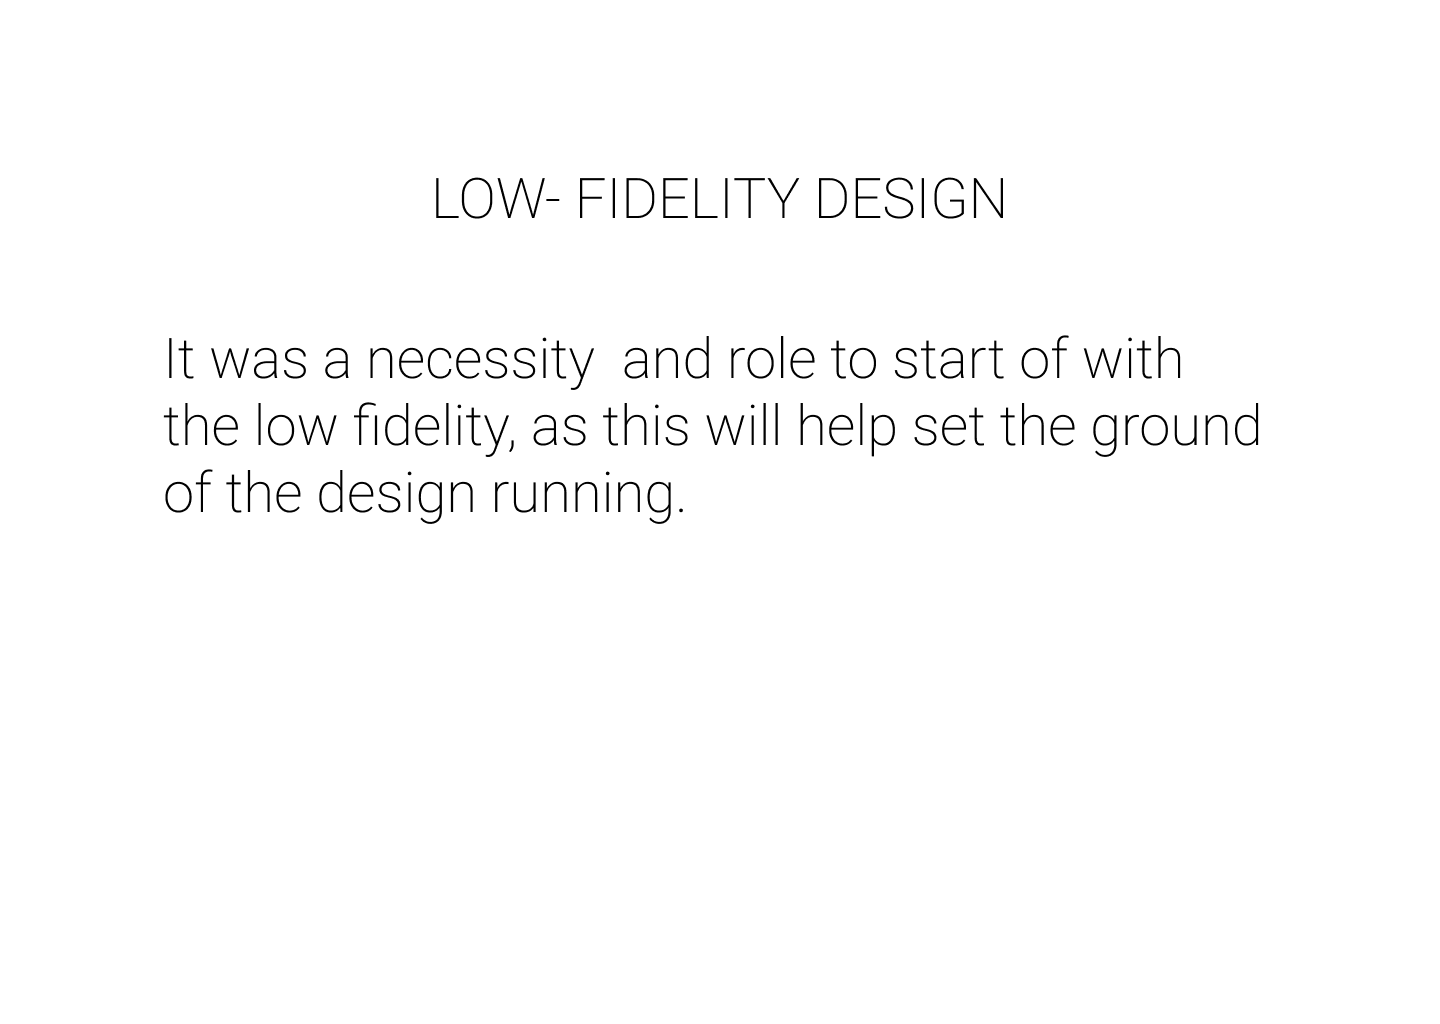 LOW- FIDELITY DESIGN
It was a necessity  and role to start of with
the low fidelity, as this will help set the ground
of the design running.